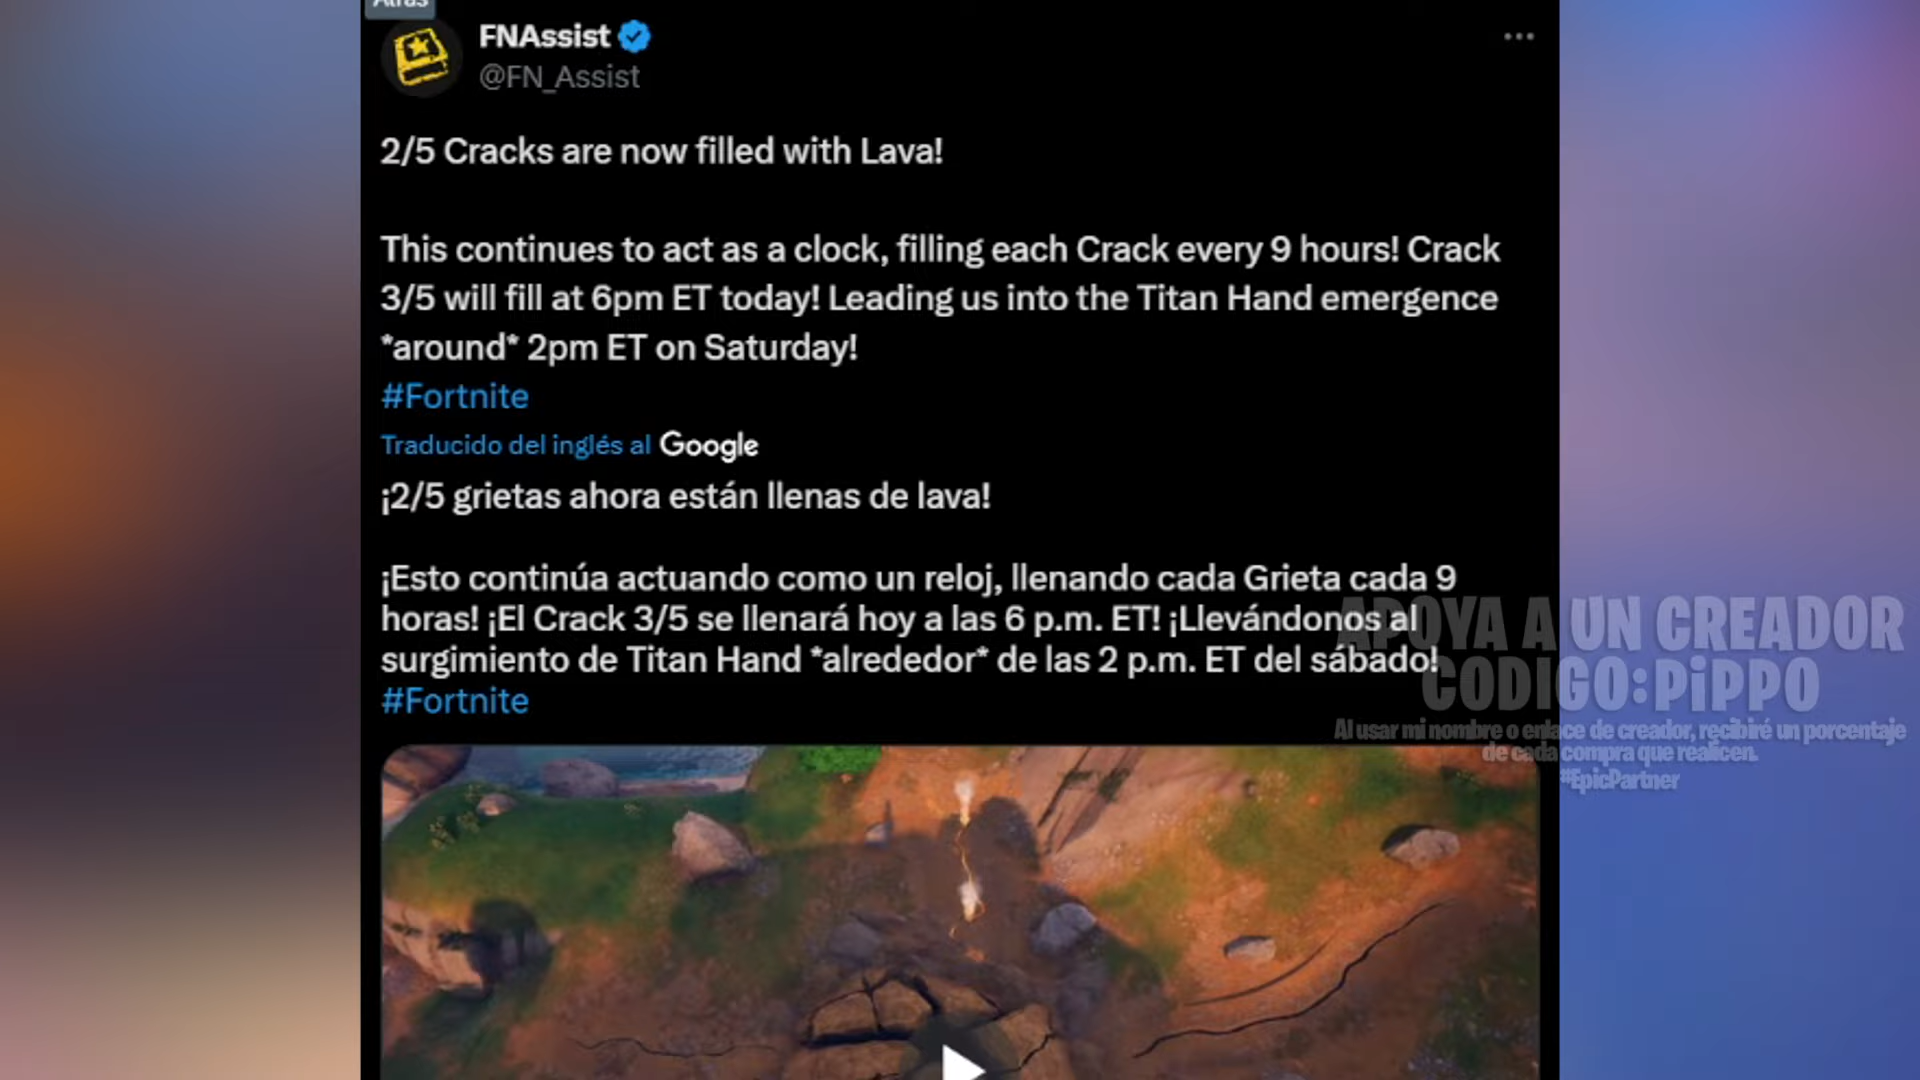 Atrás
FNAssist
@FN_Assist
2/5 Cracks are now filled with Lava!
This continues to act as a clock, filling each Crack every 9 hours! Crack
3/5 will fill at 6pm ET today! Leading us into the Titan Hand emergence
*around* 2pm ET on Saturday!
#Fortnite
Traducido del inglés al Google
¡2/5 grietas ahora están llenas de lava!
¡Esto continúa actuando como un reloj, llenando cada Grieta cada 9
horas! ¡El Crack 3/5 se llenará hoy a las 6 p.m. ET! ¡Llevándonos al
surgimiento de Titan Hand *alrededor* de las 2 p.m. ET del sábado!
#Fortnite
APOYA A UN CREADOR
CODIGO:PiPPO
Al usar mi nombre o enlace de creador, recibiré un porcentaje
de cada compra que realicen.
#EpicPartner